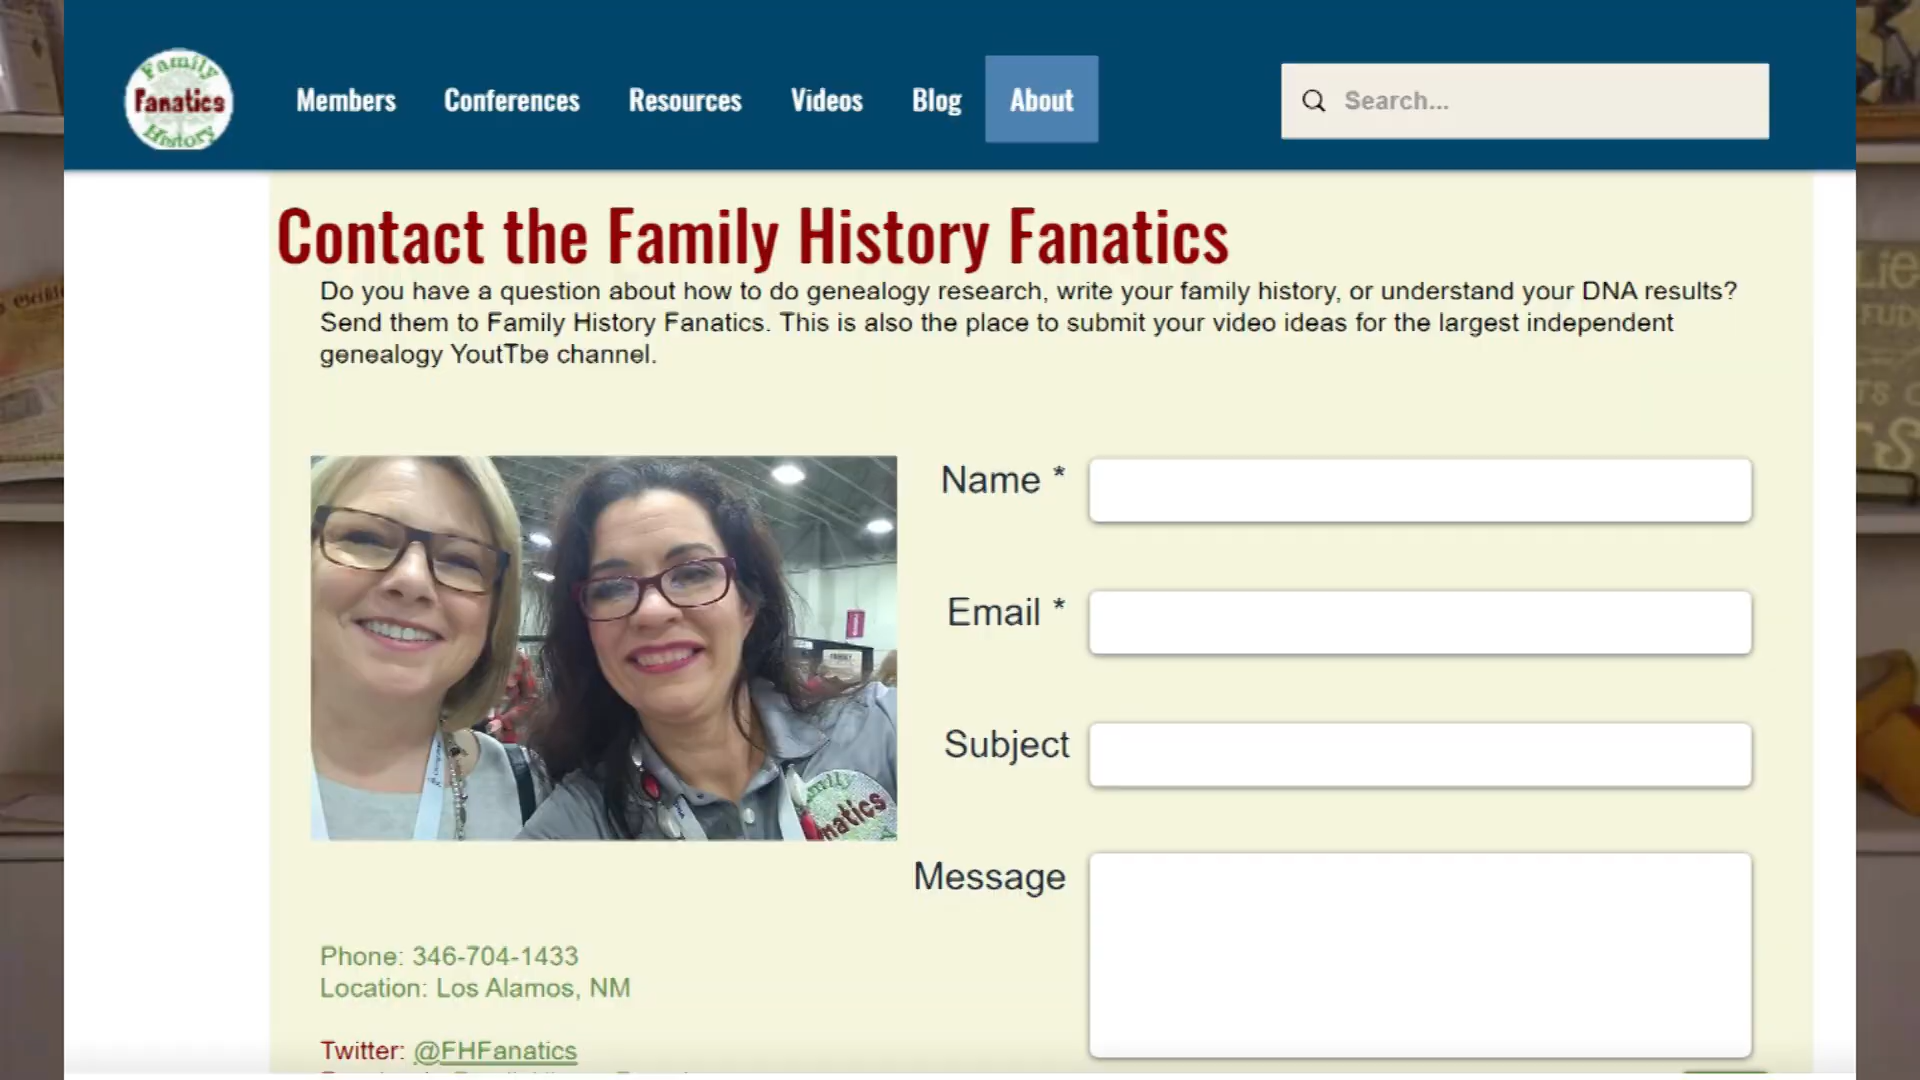 Family
Fanatics
History
Members
Conferences
Resources
Videos
Blog
About
Search...
Contact the Family History Fanatics
Do you have a question about how to do genealogy research, write your family history, or understand your DNA results?
Send them to Family History Fanatics. This is also the place to submit your video ideas for the largest independent
genealogy YoutTbe channel.
Name *
Email *
Subject
Message
Phone: 346-704-1433
Location: Los Alamos, NM
Twitter: @FHFanatics